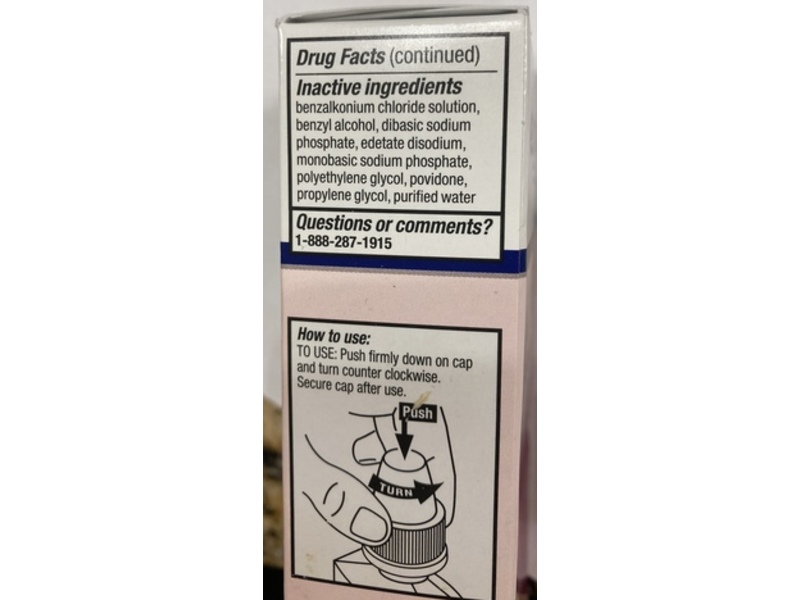 Drug Facts (continued)
Inactive ingredients
benzalkonium chloride solution,
benzyl alcohol, dibasic sodium
phosphate, edetate disodium,
monobasic sodium phosphate,
polyethylene glycol, povidone,
propylene glycol, purified water
Questions or comments?
1-888-287-1915
How to use:
TO USE: Push firmly down on cap
and turn counter clockwise.
Secure cap after use.
Push
TURN